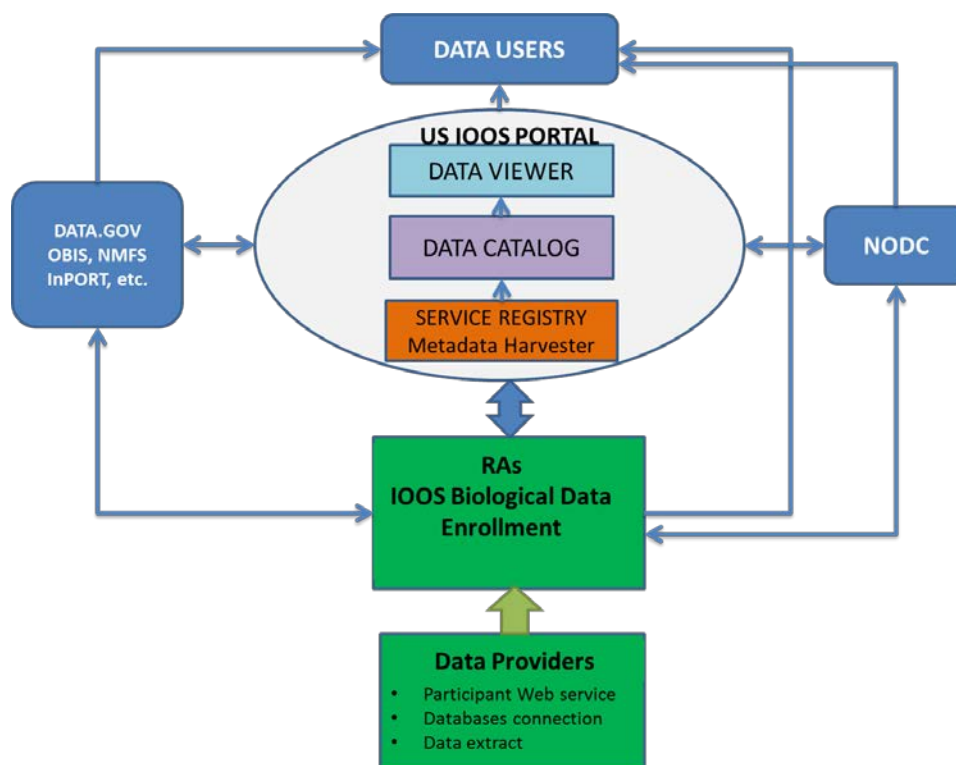 DATA USERS
US IOOS PORTAL
DATA VIEWER
DATA CATALOG
SERVICE REGISTRY
Metadata Harvester
DATA.GOV
OBIS, NMFS
InPORT, etc.
NODC
RAs
IOOS Biological Data
Enrollment
Data Providers
• Participant Web service
• Databases connection
• Data extract